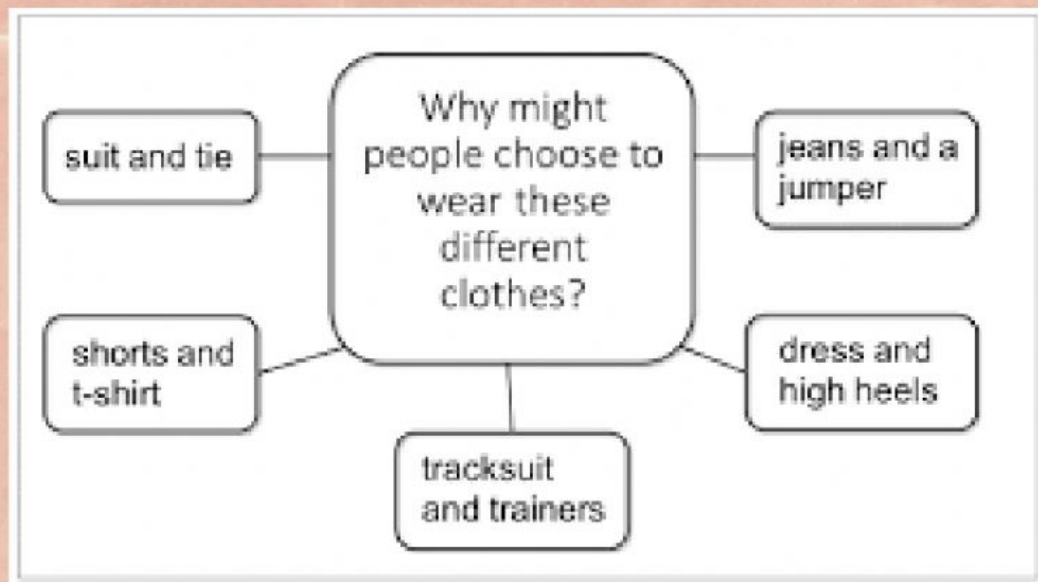 Why might
people choose to
wear these
different
clothes?
suit and tie
jeans and a
jumper
shorts and
t-shirt
dress and
high heels
tracksuit
and trainers